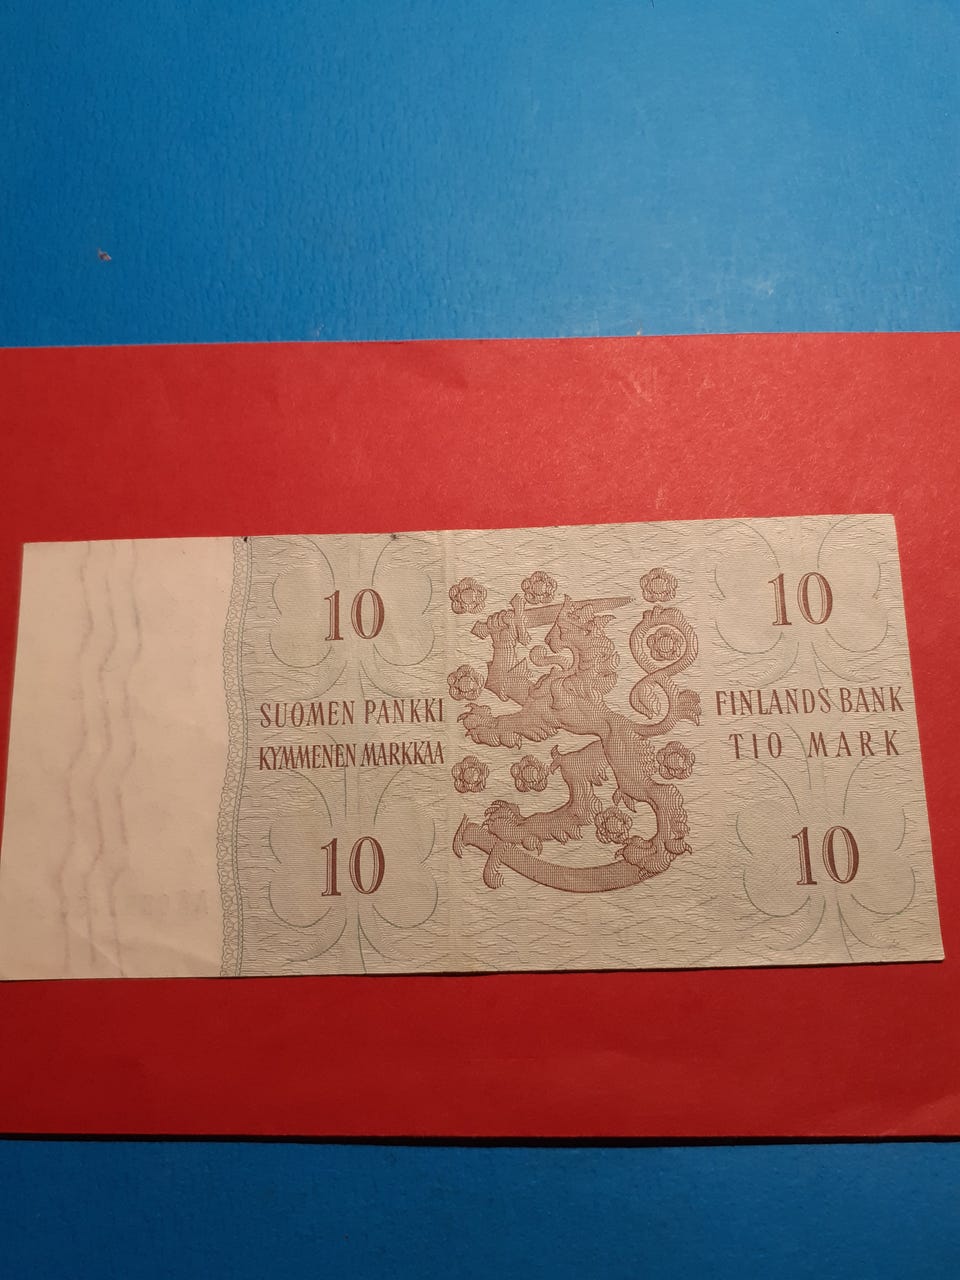 10
10
SUOMEN PANKKI
KYMMENEN MARKKAA
FINLANDS BANK
TIO MARK
10
10